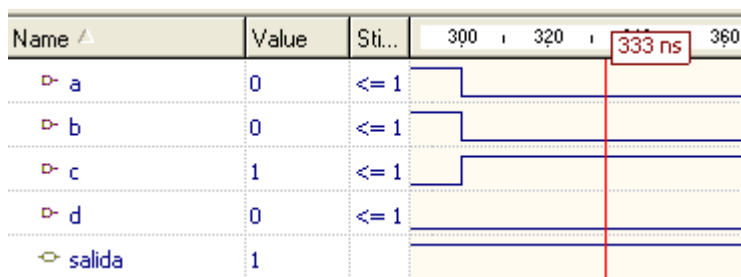 Name Value Sti... 300 320 333 ns 360
a 0 <= 1
b 0 <= 1
c 1 <= 1
d 0 <= 1
salida 1